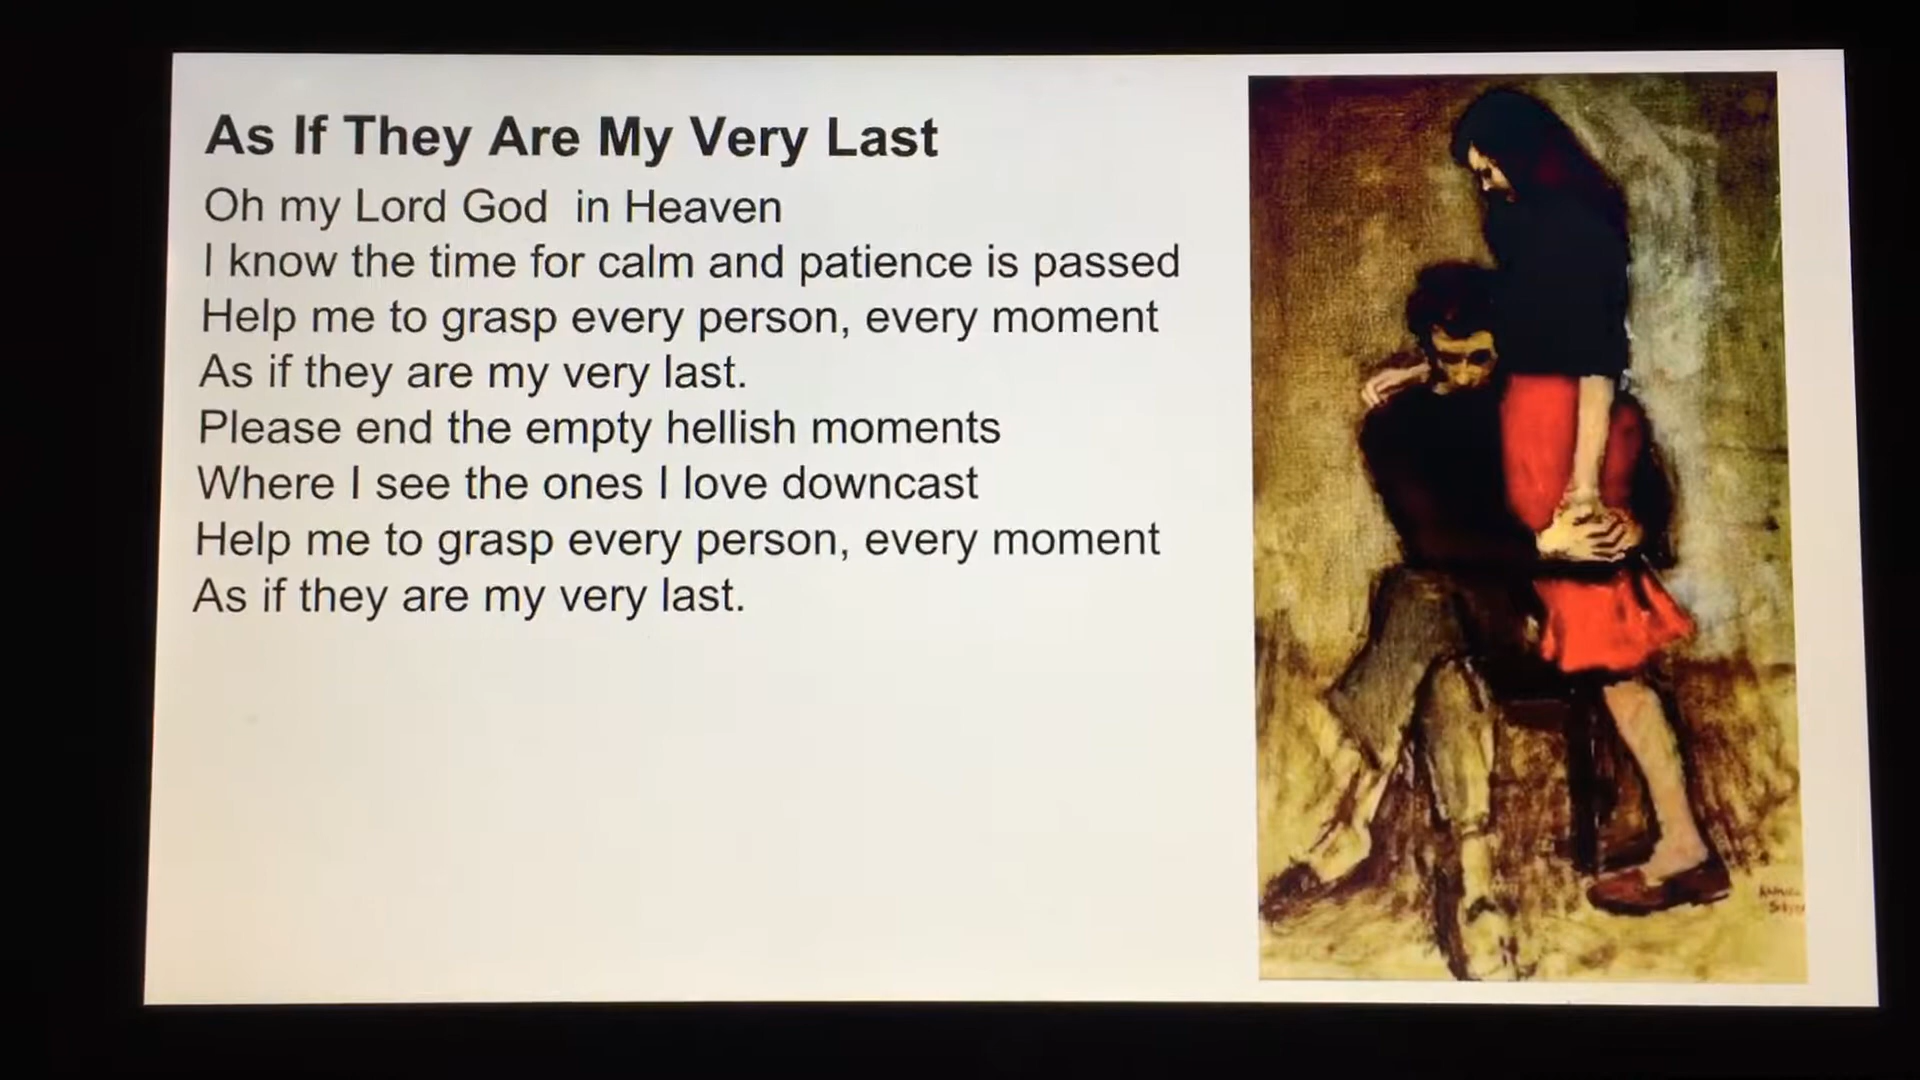 As If They Are My Very Last
Oh my Lord God in Heaven
I know the time for calm and patience is passed
Help me to grasp every person, every moment
As if they are my very last.
Please end the empty hellish moments
Where I see the ones I love downcast
Help me to grasp every person, every moment
As if they are my very last.